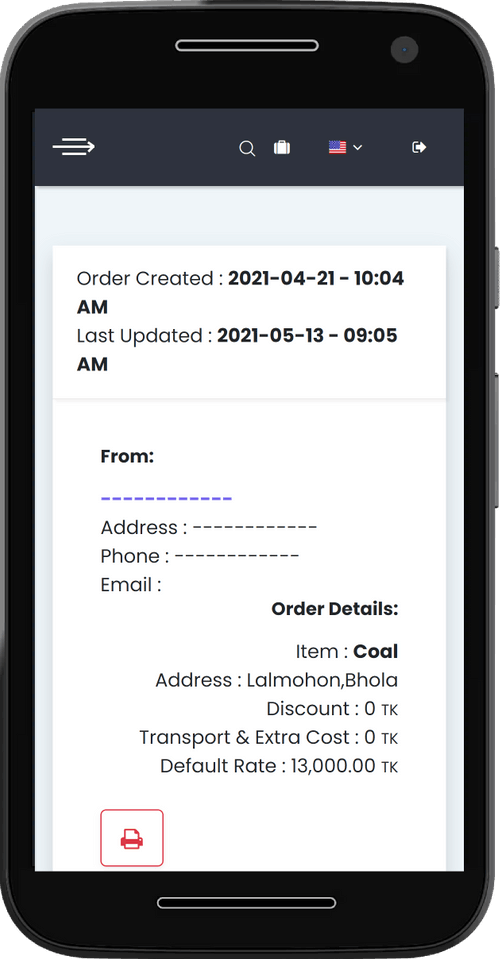 Order Created : 2021-04-21 - 10:04
AM
Last Updated : 2021-05-13 - 09:05
AM
From:
------------
Address : ------------
Phone : ------------
Email :
Order Details:
Item : Coal
Address : Lalmohon,Bhola
Discount : 0 TK
Transport & Extra Cost : 0 TK
Default Rate : 13,000.00 TK